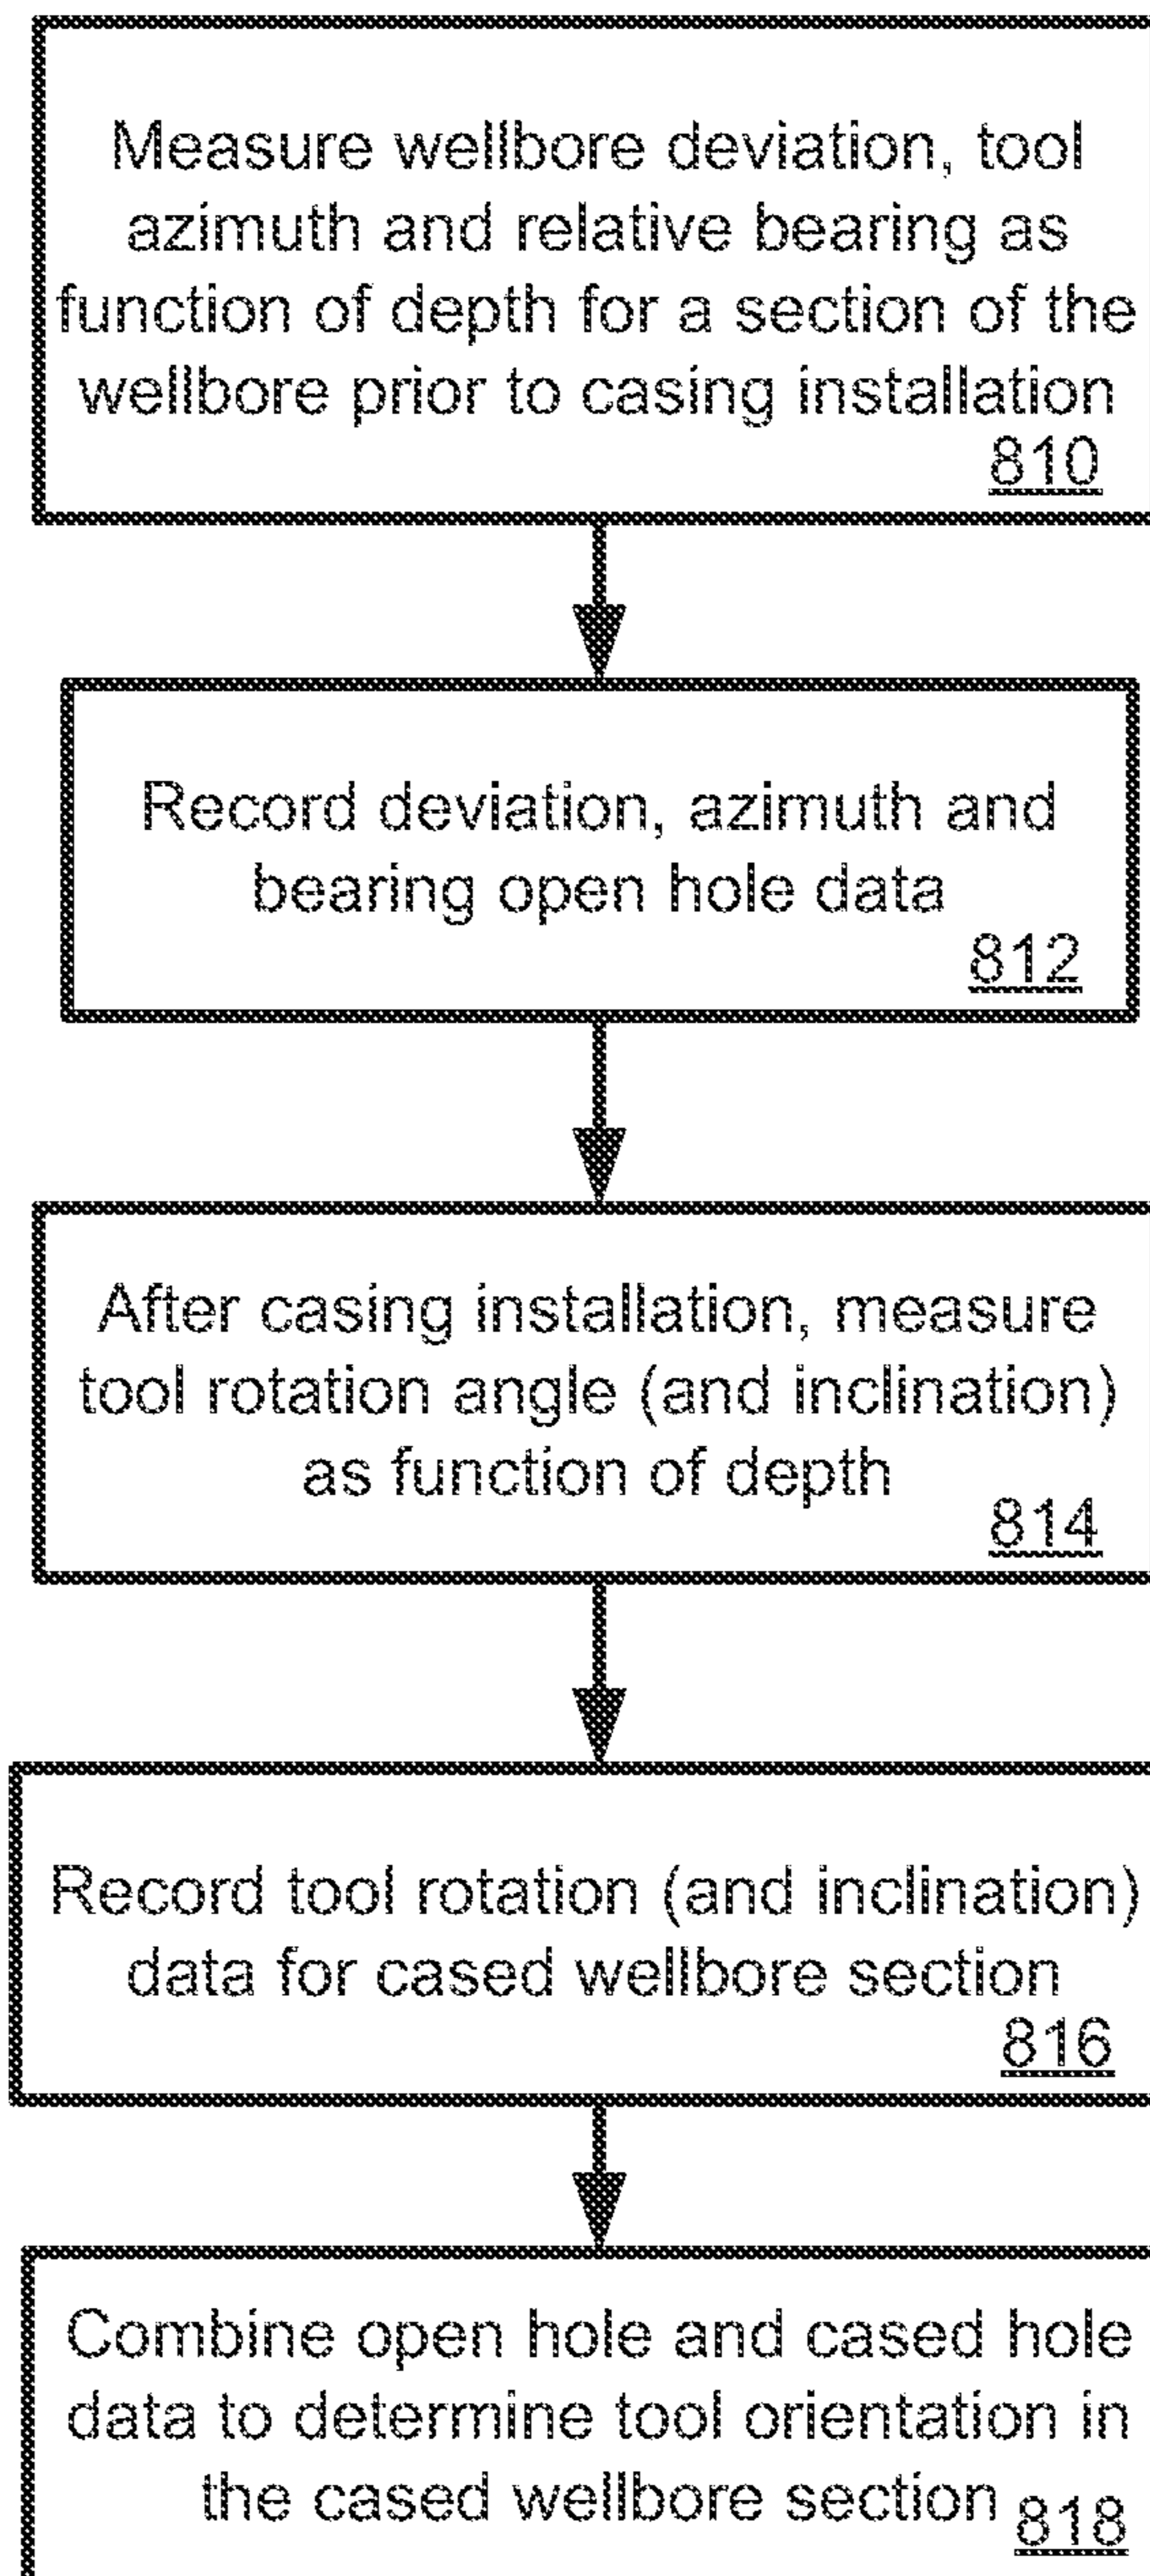 Measure wellbore deviation, tool
azimuth and relative bearing as
function of depth for a section of the
wellbore prior to casing installation
810
Record deviation, azimuth and
bearing open hole data
812
After casing installation, measure
tool rotation angle (and inclination)
as function of depth
814
Record tool rotation (and inclination)
data for cased wellbore section
816
Combine open hole and cased hole
data to determine tool orientation in
the cased wellbore section 818